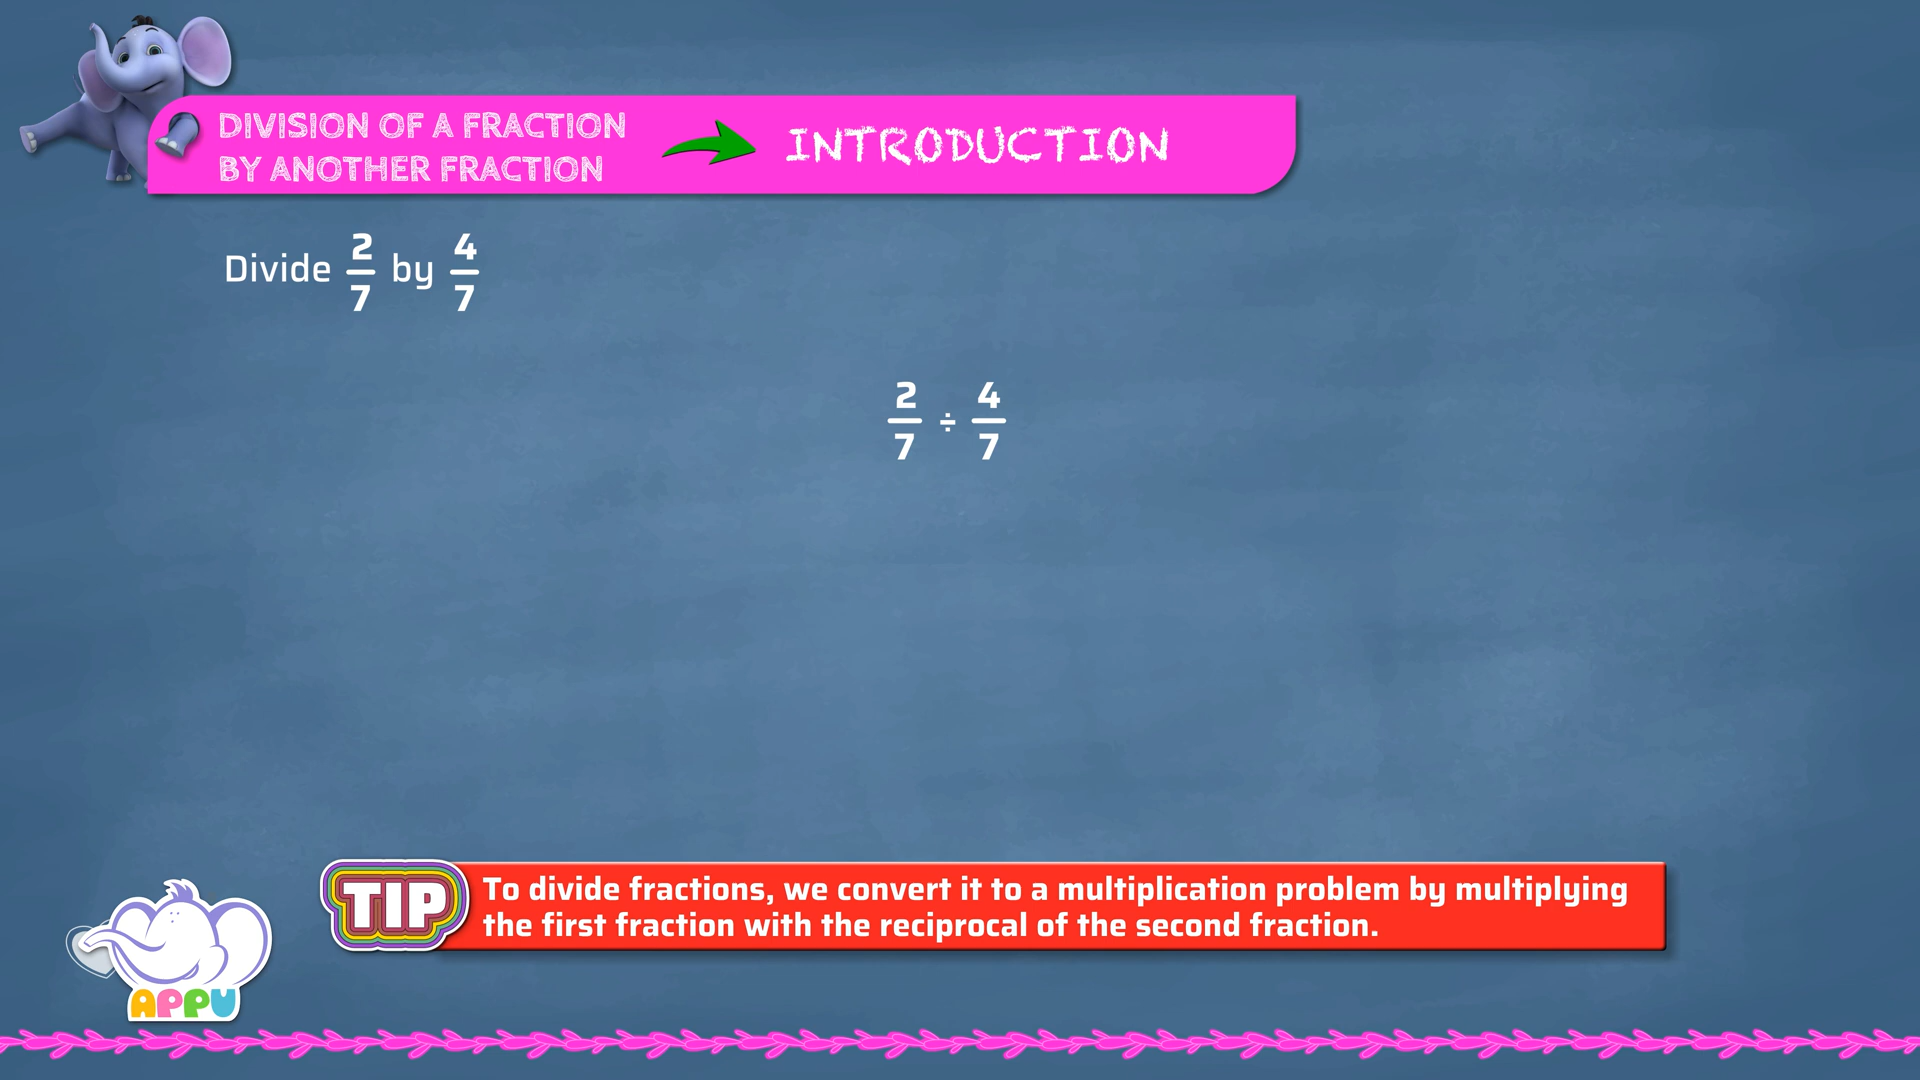 DIVISION OF A FRACTION
BY ANOTHER FRACTION
INTRODUCTION
Divide 2/7 by 4/7
2/7 ÷ 4/7
TIP
To divide fractions, we convert it to a multiplication problem by multiplying
the first fraction with the reciprocal of the second fraction.
APPU